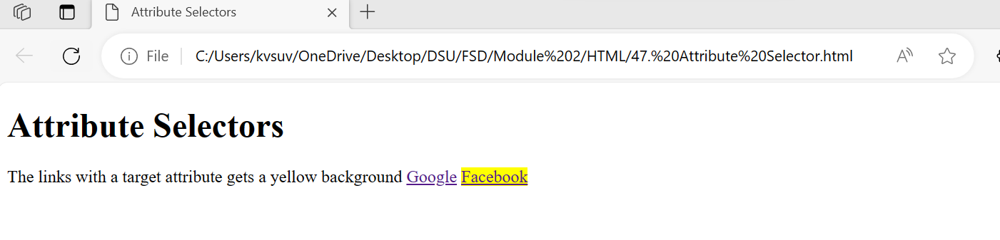 Attribute Selectors
File C:/Users/kvsuv/OneDrive/Desktop/DSU/FSD/Module%202/HTML/47.%20Attribute%20Selector.html
Attribute Selectors
The links with a target attribute gets a yellow background Google Facebook